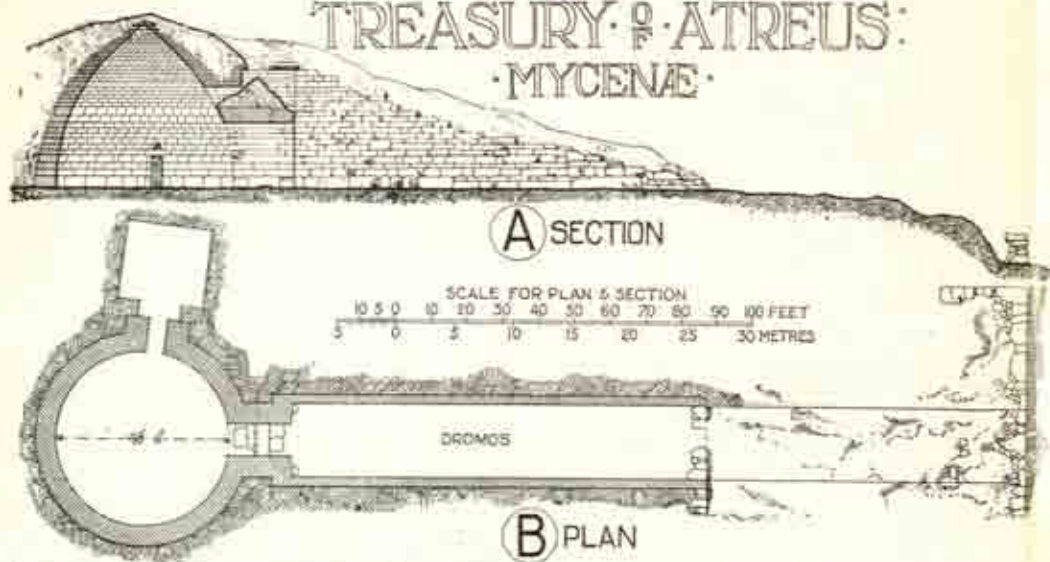 TREASURY · OF · ATREUS :
· MYCENÆ ·
A SECTION
SCALE FOR PLAN & SECTION
10 5 0 10 20 30 40 50 60 70 80 90 100 FEET
5 0 5 10 15 20 25 30 METRES
DROMOS
B PLAN